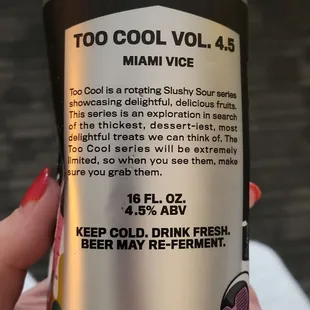 TOO COOL VOL. 4.5
MIAMI VICE
Too Cool is a rotating Slushy Sour series
showcasing delightful, delicious fruits.
This series is an exploration in search
of the thickest, dessert-iest, most
delightful treats we can think of. The
Too Cool series will be extremely
limited, so when you see them, make
sure you grab them.
16 FL. OZ.
4.5% ABV
KEEP COLD. DRINK FRESH.
BEER MAY RE-FERMENT.